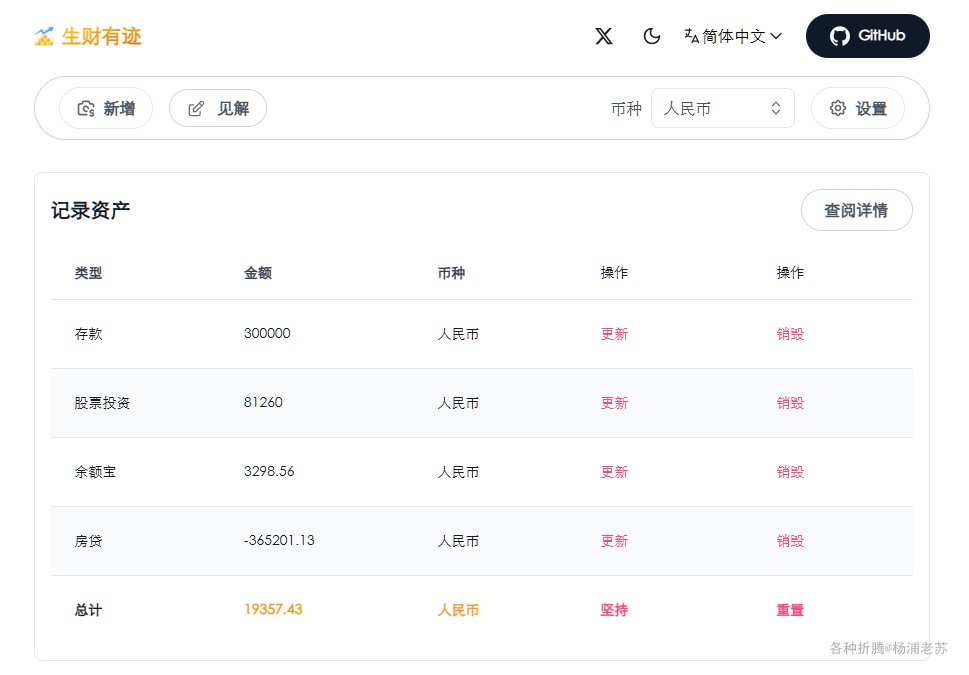 生财有迹 简体中文 GitHub
新增 见解 币种 人民币 设置
记录资产 查阅详情
类型 金额 币种 操作 操作
存款 300000 人民币 更新 销毁
股票投资 81260 人民币 更新 销毁
余额宝 3298.56 人民币 更新 销毁
房贷 -365201.13 人民币 更新 销毁
总计 19357.43 人民币 坚持 重置
各种折腾@杨浦老苏